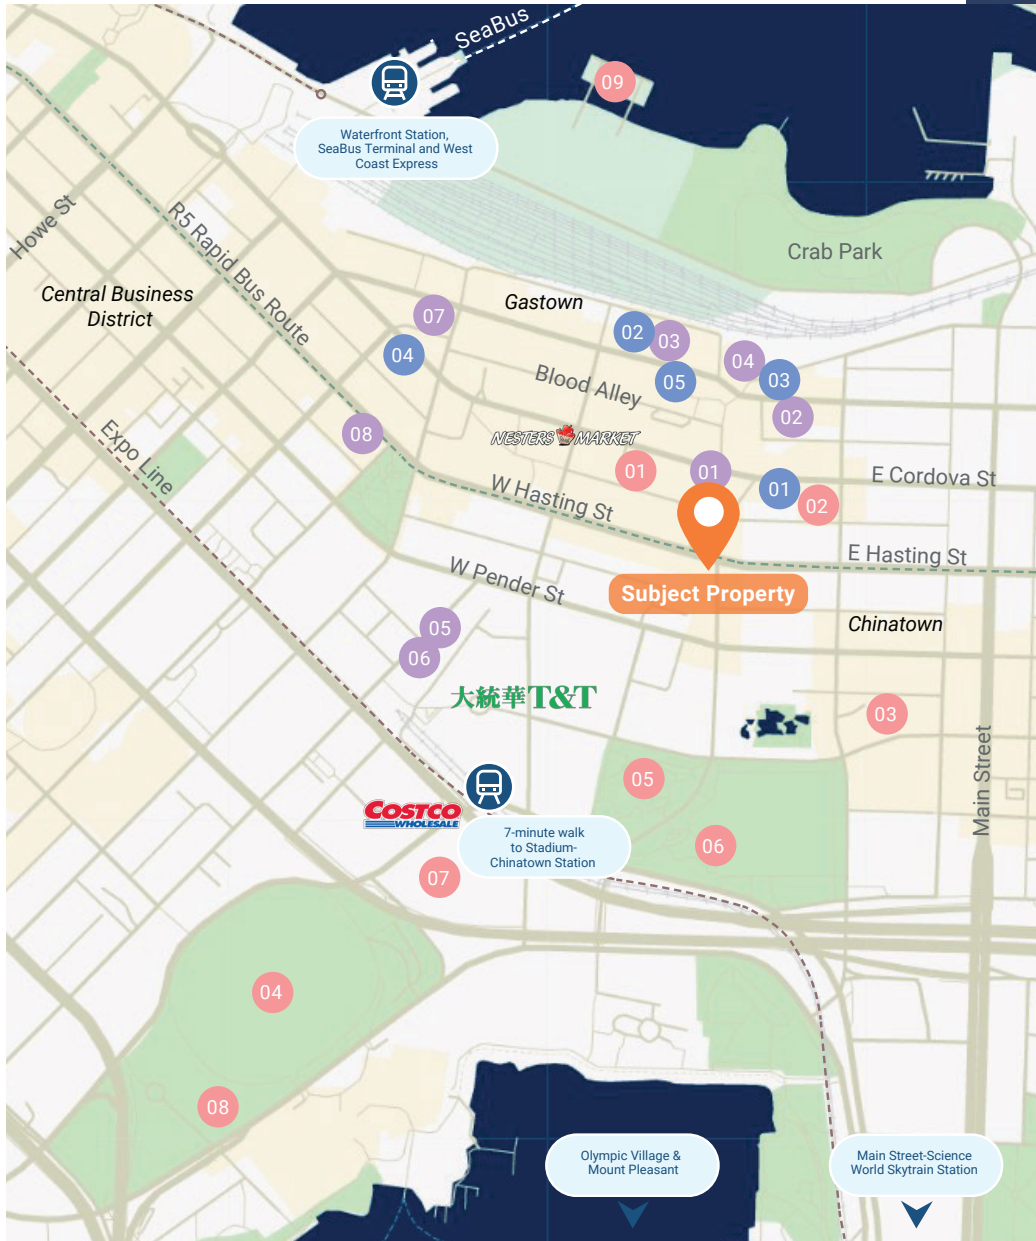 SeaBus
09
Waterfront Station,
SeaBus Terminal and West
Coast Express
Howe St
R5 Rapid Bus Route
Crab Park
Central Business
District
Gastown
07
02
03
04
04
03
05
Blood Alley
02
08
NESTERS MARKET
Expo Line
01
01
E Cordova St
01
02
W Hasting St
E Hasting St
W Pender St
Subject Property
Chinatown
05
06
大統華T&T
03
Main Street
05
COSTCO
WHOLESALE
7-minute walk
to Stadium-
Chinatown Station
06
07
04
08
Olympic Village &
Mount Pleasant
Main Street-Science
World Skytrain Station